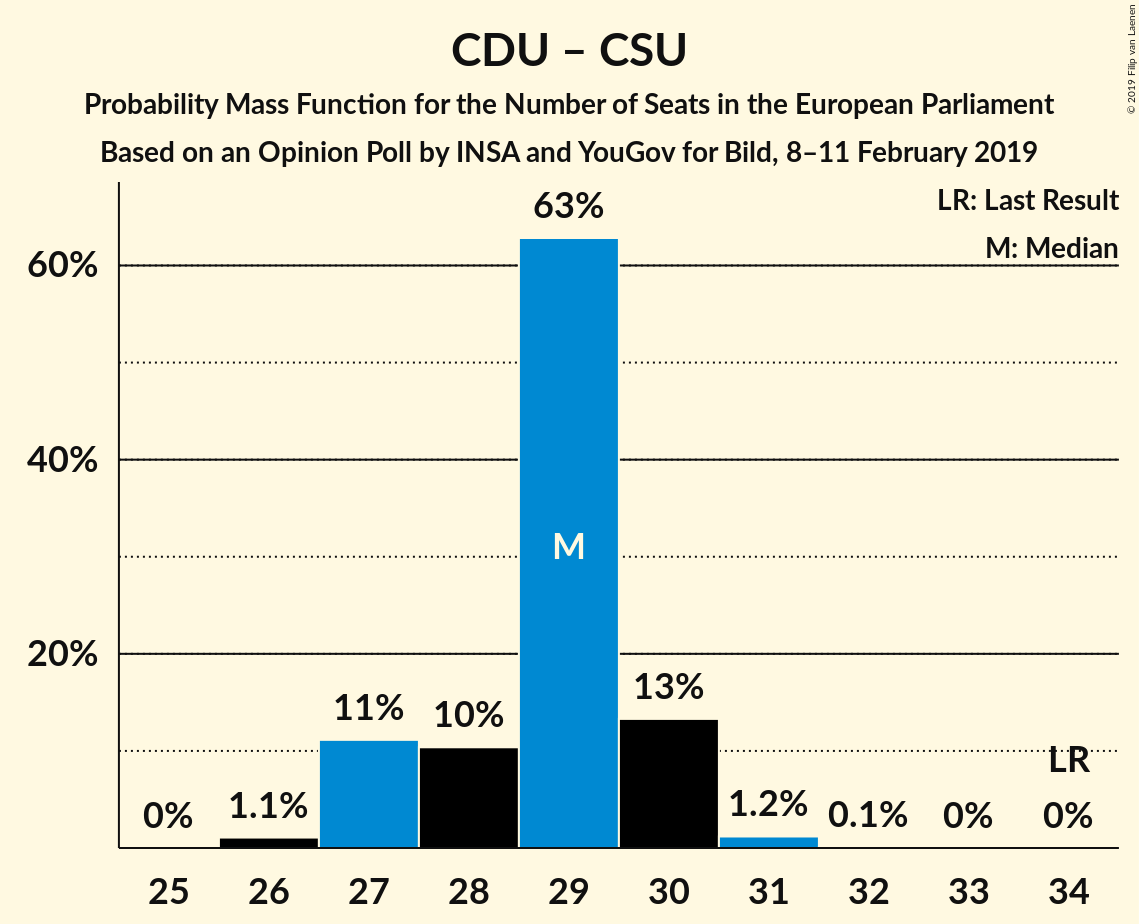 CDU – CSU
Probability Mass Function for the Number of Seats in the European Parliament
Based on an Opinion Poll by INSA and YouGov for Bild, 8–11 February 2019
© 2019 Filip van Laenen
LR: Last Result
M: Median
60%
40%
20%
0%
1.1%
11%
10%
63%
M
13%
1.2%
0.1%
0%
LR
0%
25 26 27 28 29 30 31 32 33 34